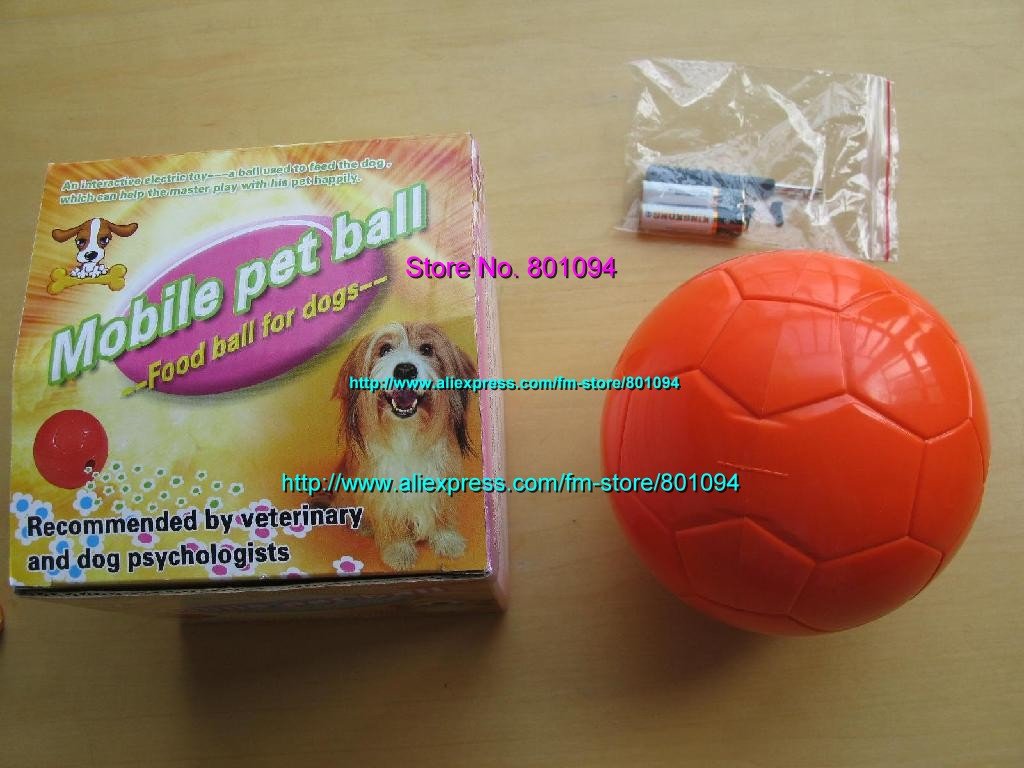 An interactive electric toy---a ball used to feed the dog,
which can help the master play with his pet happily.
Mobile pet ball
--Food ball for dogs--
Recommended by veterinary
and dog psychologists
KINGKONG
Store No. 801094
http://www.aliexpress.com/fm-store/801094
http://www.aliexpress.com/fm-store/801094